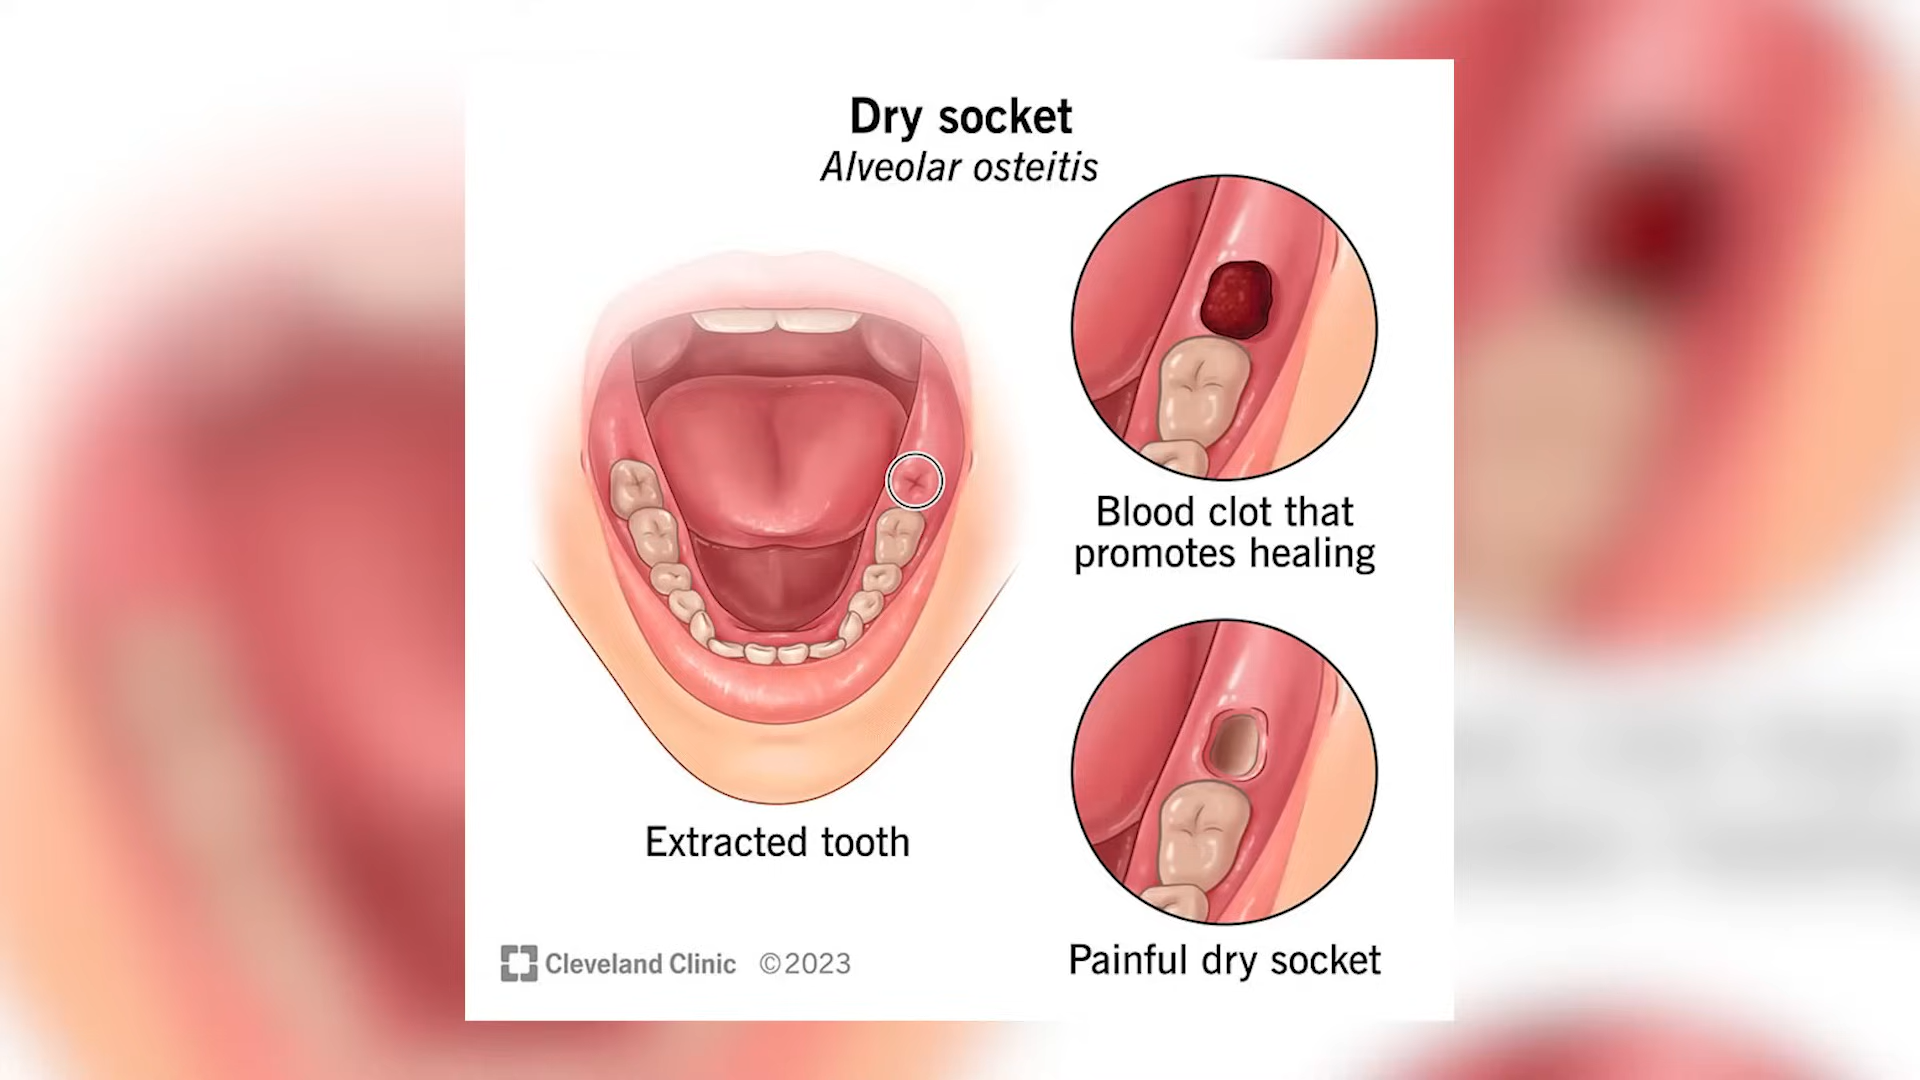 Dry socket
Alveolar osteitis
Blood clot that
promotes healing
Extracted tooth
Painful dry socket
Cleveland Clinic ©2023